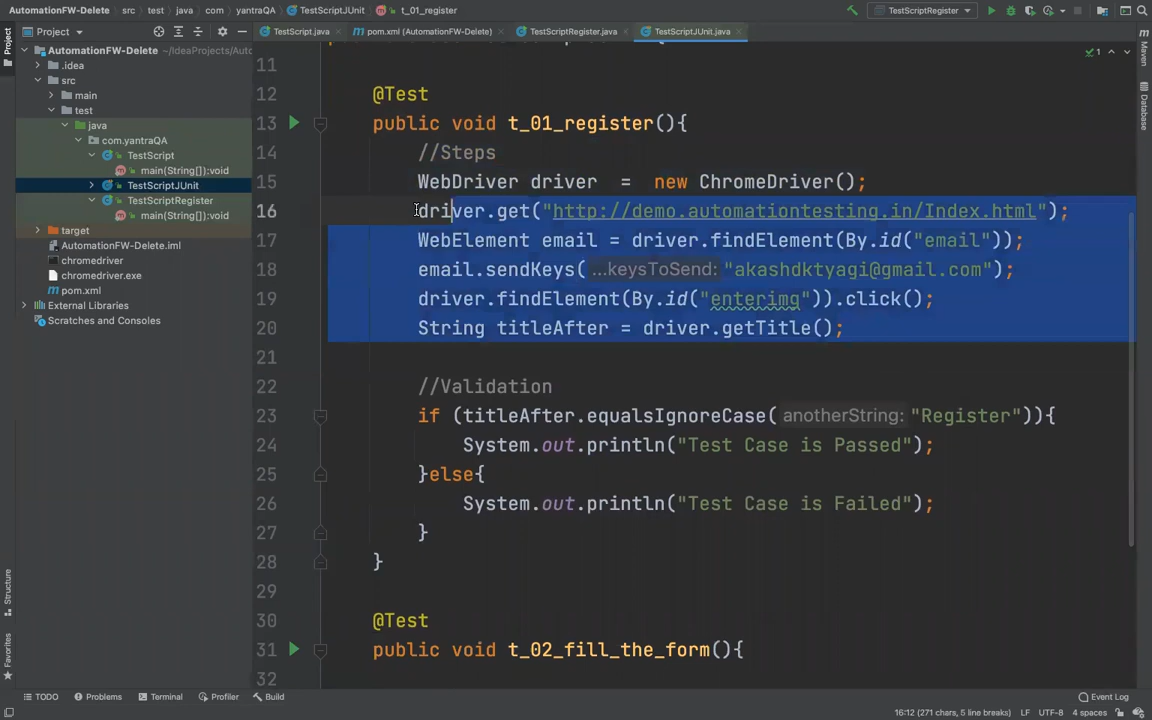 AutomationFW-Delete src test java com yantraQA TestScriptJUnit t_01_register TestScriptRegister
Project TestScript.java pom.xml (AutomationFW-Delete) TestScriptRegister.java TestScriptJUnit.java
AutomationFW-Delete ~/IdeaProjects/Auto
.idea
src
main
test
java
com.yantraQA
TestScript
main(String[]):void
TestScriptJUnit
TestScriptRegister
main(String[]):void
target
AutomationFW-Delete.iml
chromedriver
chromedriver.exe
pom.xml
External Libraries
Scratches and Consoles
Project
Structure
Favorites
Maven
Database
1
11
12 @Test
13 public void t_01_register(){
14 //Steps
15 WebDriver driver = new ChromeDriver();
16 driver.get("http://demo.automationtesting.in/Index.html");
17 WebElement email = driver.findElement(By.id("email"));
18 email.sendKeys( ...keysToSend: "akashdktyagi@gmail.com");
19 driver.findElement(By.id("enterimg")).click();
20 String titleAfter = driver.getTitle();
21
22 //Validation
23 if (titleAfter.equalsIgnoreCase( anotherString: "Register")){
24 System.out.println("Test Case is Passed");
25 }else{
26 System.out.println("Test Case is Failed");
27 }
28 }
29
30 @Test
31 public void t_02_fill_the_form(){
32
TODO Problems Terminal Profiler Build Event Log
16:12 (271 chars, 5 line breaks) LF UTF-8 4 spaces